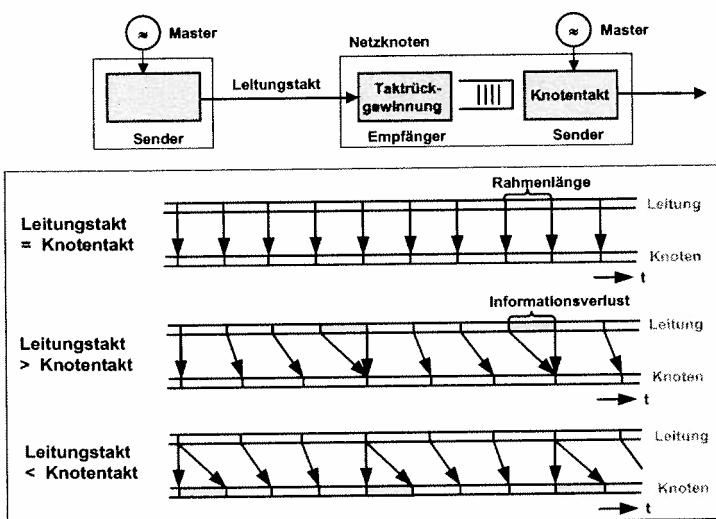 Master
Netzknoten
Master
Leitungstakt
Taktrück-
gewinnung
Knotentakt
Sender
Empfänger
Sender
Rahmenlänge
Leitung
Leitungstakt
= Knotentakt
Knoten
t
Informationsverlust
Leitung
Leitungstakt
> Knotentakt
Knoten
t
Leitung
Leitungstakt
< Knotentakt
Knoten
t